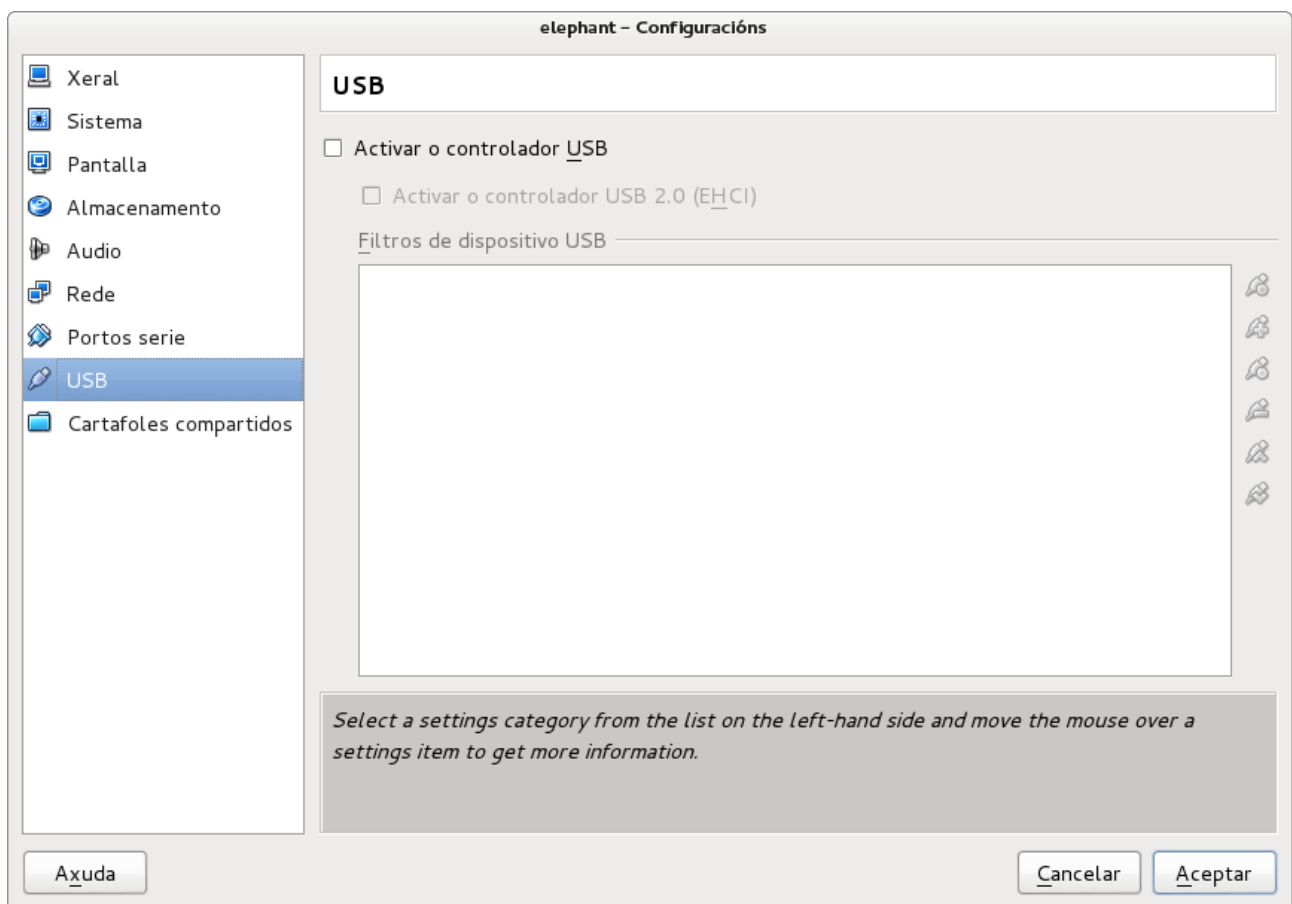 elephant – Configuracións
Xeral
Sistema
Pantalla
Almacenamento
Audio
Rede
Portos serie
USB
Cartafoles compartidos
USB
Activar o controlador USB
Activar o controlador USB 2.0 (EHCI)
Filtros de dispositivo USB
Select a settings category from the list on the left-hand side and move the mouse over a
settings item to get more information.
Axuda
Cancelar
Aceptar